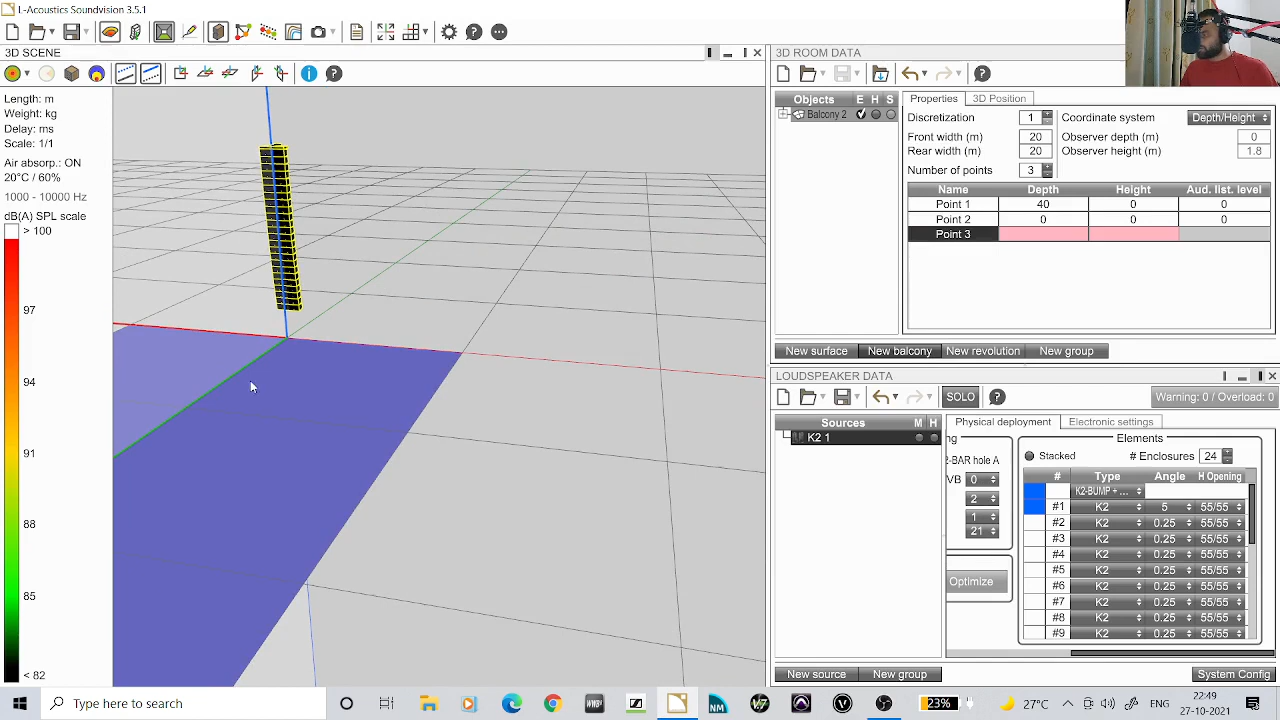 L-Acoustics Soundvision 3.5.1
3D SCENE
Length: m
Weight: kg
Delay: ms
Scale: 1/1
Air absorp.: ON
20°C / 60%
1000 - 10000 Hz
dB(A) SPL scale
> 100
97
94
91
88
85
< 82
3D ROOM DATA
Objects E H S
Balcony 2
Properties 3D Position
Discretization 1 Coordinate system Depth/Height
Front width (m) 20 Observer depth (m) 0
Rear width (m) 20 Observer height (m) 1.8
Number of points 3
Name Depth Height Aud. list. level
Point 1 40 0 0
Point 2 0 0 0
Point 3
New surface New balcony New revolution New group
LOUDSPEAKER DATA
SOLO Warning: 0 / Overload: 0
Sources M H
K2 1
Physical deployment Electronic settings
Elements
Stacked # Enclosures 24
2-BAR hole A
VB 0
2
1
21
Optimize
# Type Angle H Opening
K2-BUMP + ...
#1 K2 5 55/55
#2 K2 0.25 55/55
#3 K2 0.25 55/55
#4 K2 0.25 55/55
#5 K2 0.25 55/55
#6 K2 0.25 55/55
#7 K2 0.25 55/55
#8 K2 0.25 55/55
#9 K2 0.25 55/55
New source New group System Config
Type here to search
23% 27°C ENG 22:49
27-10-2021